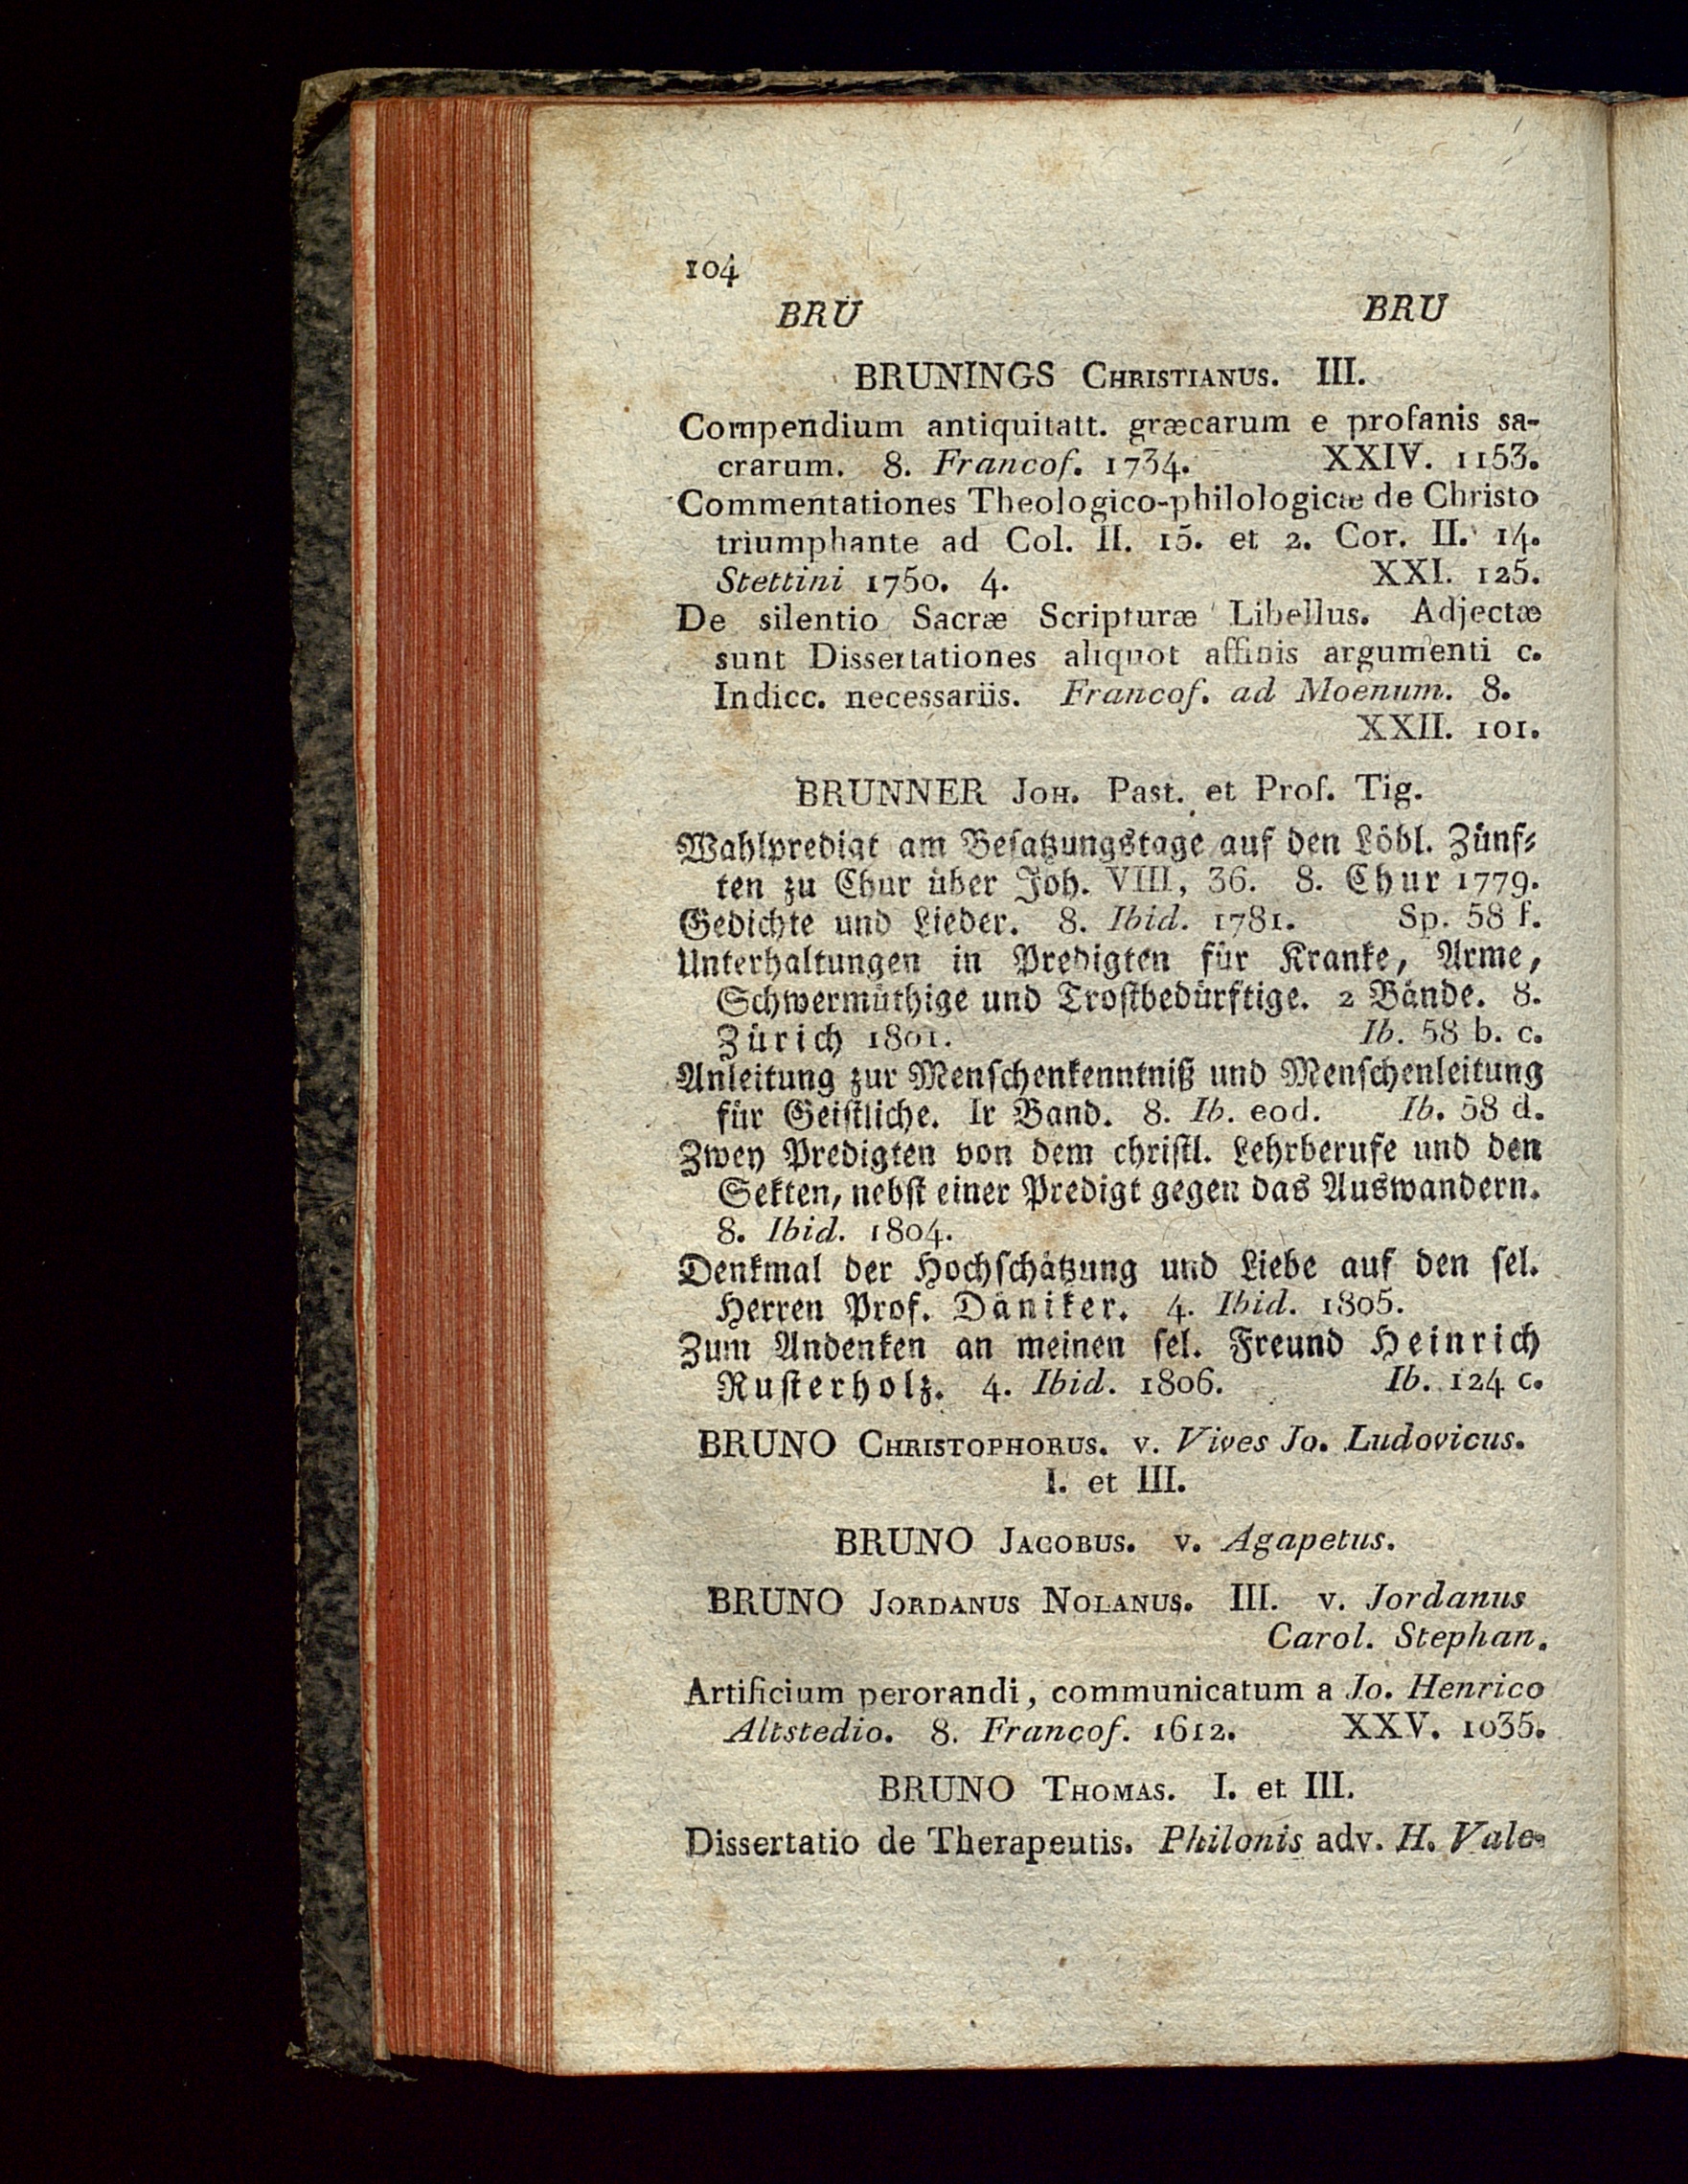 104
BRU BRU
BRUNINGS CHRISTIANUS. III.
Compendium antiquitatt. græcarum e profanis sa-
crarum. 8. Francof. 1734. XXIV. 1153.
Commentationes Theologico-philologicæ de Christo
triumphante ad Col. II. 15. et 2. Cor. II. 14.
Stettini 1750. 4. XXI. 125.
De silentio Sacræ Scripturæ Libellus. Adjectæ
sunt Dissertationes aliquot affinis argumenti c.
Indicc. necessariis. Francof. ad Moenum. 8.
XXII. 101.
BRUNNER JOH. Past. et Prof. Tig.
Wahlpredigt am Besatzungstage auf den Löbl. Zünf-
ten zu Chur über Joh. VIII, 36. 8. Chur 1779.
Gedichte und Lieder. 8. Ibid. 1781. Sp. 58 f.
Unterhaltungen in Predigten für Kranke, Arme,
Schwermüthige und Trostbedürftige. 2 Bände. 8.
Zürich 1801. Ib. 58 b. c.
Anleitung zur Menschenkenntniß und Menschenleitung
für Geistliche. Ir Band. 8. Ib. eod. Ib. 58 d.
Zwey Predigten von dem christl. Lehrberufe und den
Sekten, nebst einer Predigt gegen das Auswandern.
8. Ibid. 1804.
Denkmal der Hochschätzung und Liebe auf den sel.
Herren Prof. Däniker. 4. Ibid. 1805.
Zum Andenken an meinen sel. Freund Heinrich
Rusterholz. 4. Ibid. 1806. Ib. 124 c.
BRUNO CHRISTOPHORUS. v. Vives Jo. Ludovicus.
I. et III.
BRUNO JACOBUS. v. Agapetus.
BRUNO JORDANUS NOLANUS. III. v. Jordanus
Carol. Stephan.
Artificium perorandi, communicatum a Jo. Henrico
Altstedio. 8. Francof. 1612. XXV. 1035.
BRUNO THOMAS. I. et III.
Dissertatio de Therapeutis. Philonis adv. H. Vale-